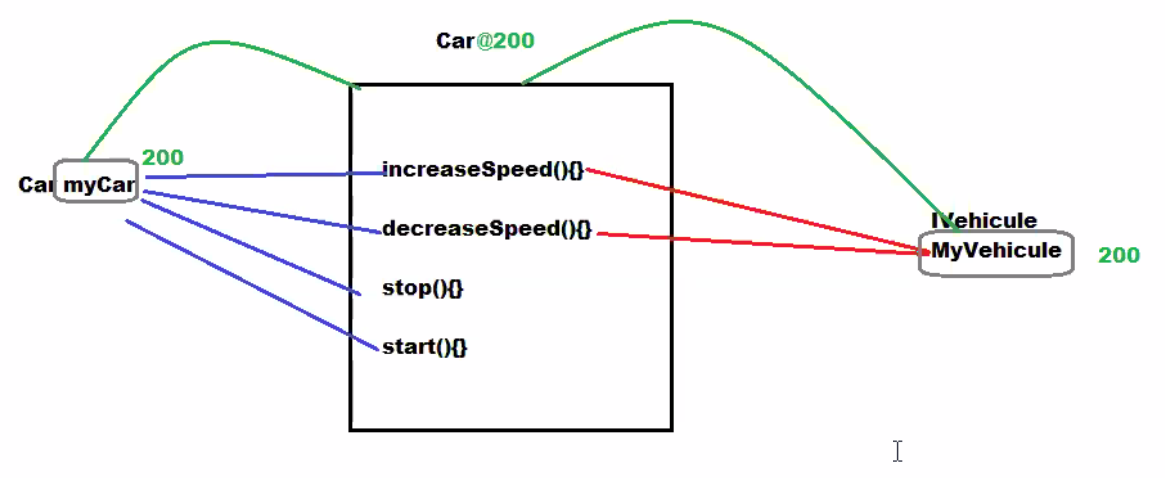 Car@200
200
Car myCar
increaseSpeed(){}
decreaseSpeed(){}
stop(){}
start(){}
IVehicule
MyVehicule
200